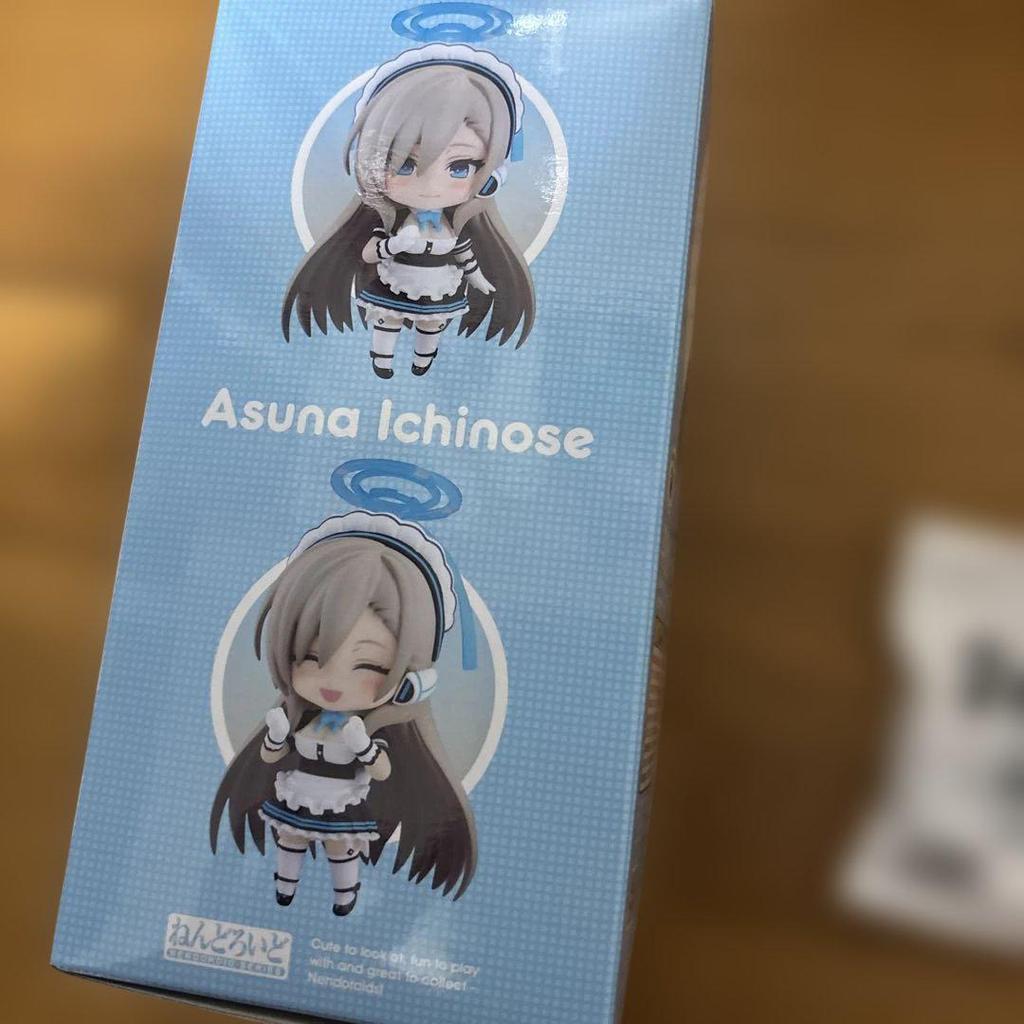 Asuna Ichinose
ねんどろいど
NENDOROID SERIES
Cute to look at, fun to play
with and great to collect -
Nendoroids!